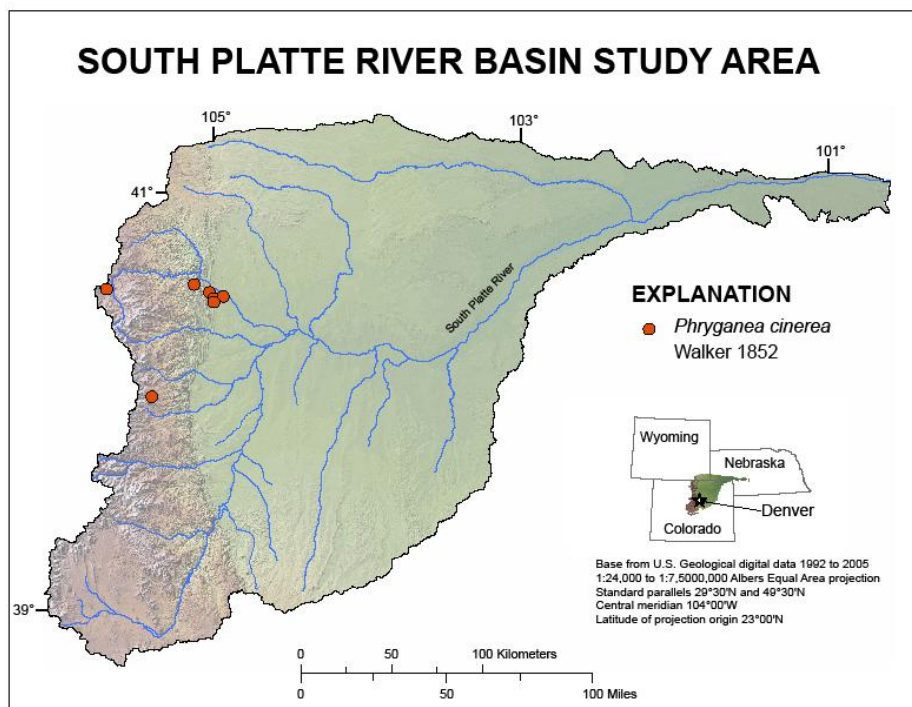 SOUTH PLATTE RIVER BASIN STUDY AREA
105°
103°
101°
41°
South Platte River
EXPLANATION
Phryganea cinerea
Walker 1852
Wyoming
Nebraska
Denver
Colorado
Base from U.S. Geological digital data 1992 to 2005
1:24,000 to 1:7,5000,000 Albers Equal Area projection
Standard parallels 29°30'N and 49°30'N
Central meridian 104°00'W
Latitude of projection origin 23°00'N
39°
0 50 100 Kilometers
0 50 100 Miles